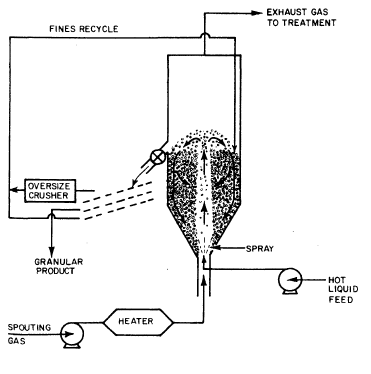 EXHAUST GAS
TO TREATMENT
FINES RECYCLE
OVERSIZE
CRUSHER
GRANULAR
PRODUCT
SPRAY
HOT
LIQUID
FEED
HEATER
SPOUTING
GAS